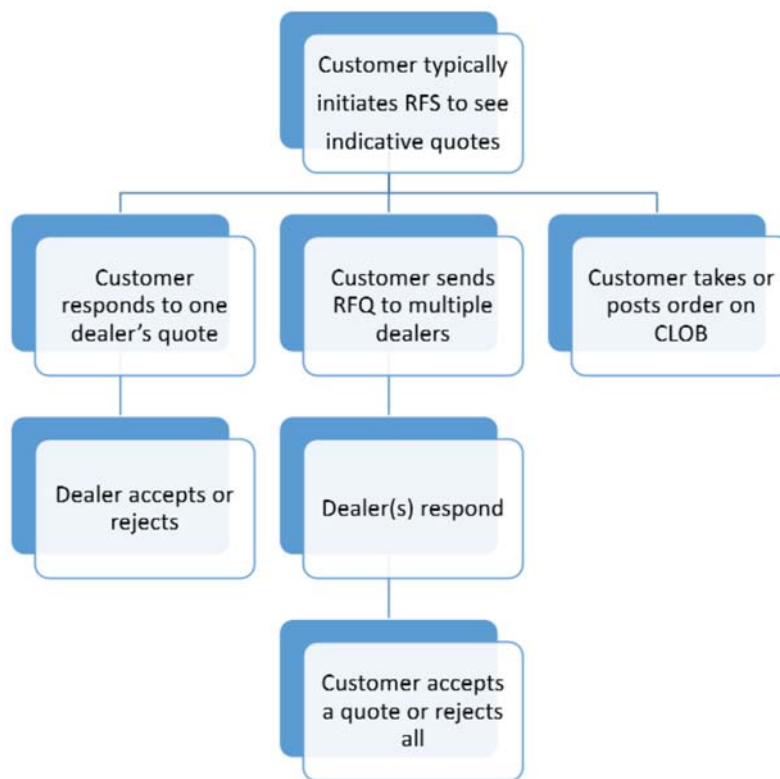 Customer typically
initiates RFS to see
indicative quotes
Customer
responds to one
dealer’s quote
Customer sends
RFQ to multiple
dealers
Customer takes or
posts order on
CLOB
Dealer accepts or
rejects
Dealer(s) respond
Customer accepts
a quote or rejects
all